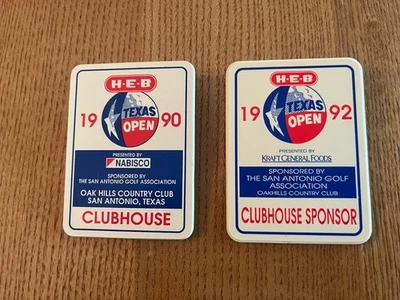 H-E-B
19 TEXAS OPEN 90
PRESENTED BY
NABISCO
SPONSORED BY
THE SAN ANTONIO GOLF ASSOCIATION
OAK HILLS COUNTRY CLUB
SAN ANTONIO, TEXAS
CLUBHOUSE
H-E-B
19 TEXAS OPEN 92
PRESENTED BY
KRAFT GENERAL FOODS
SPONSORED BY
THE SAN ANTONIO GOLF
ASSOCIATION
OAKHILLS COUNTRY CLUB
CLUBHOUSE SPONSOR